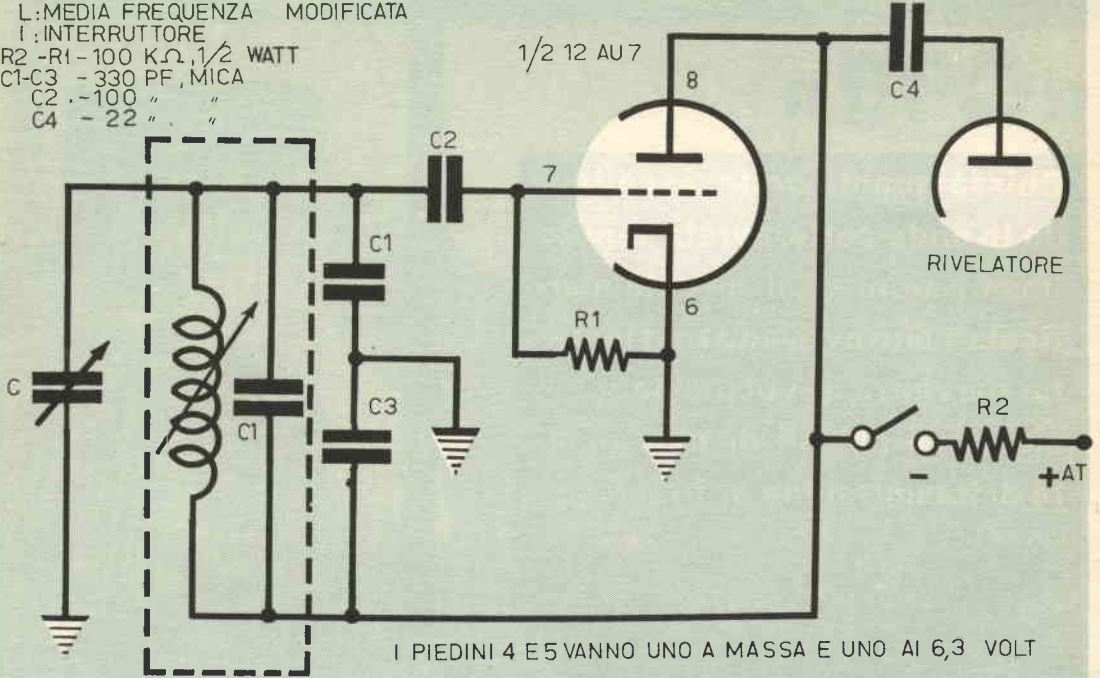 L:MEDIA FREQUENZA MODIFICATA
I:INTERRUTTORE
R2-R1-100 KΩ,1/2 WATT
C1-C3 -330 PF,MICA
C2 .-100 " "
C4 - 22 " . "
1/2 12 AU7
8
C4
C2
7
RIVELATORE
C1
6
R1
C
C1
C3
R2
-
+AT
I PIEDINI 4 E 5 VANNO UNO A MASSA E UNO AI 6,3 VOLT